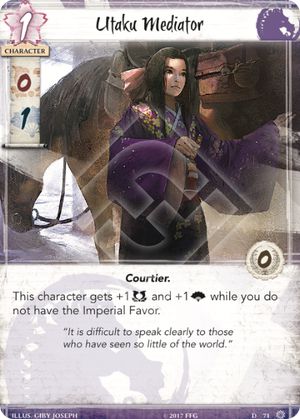 1
Utaku Mediator
CHARACTER
0
1
0
Courtier.
This character gets +1 and +1 while you do
not have the Imperial Favor.
“It is difficult to speak clearly to those
who have seen so little of the world.”
ILLUS. GIBY JOSEPH © 2017 FFG D 71